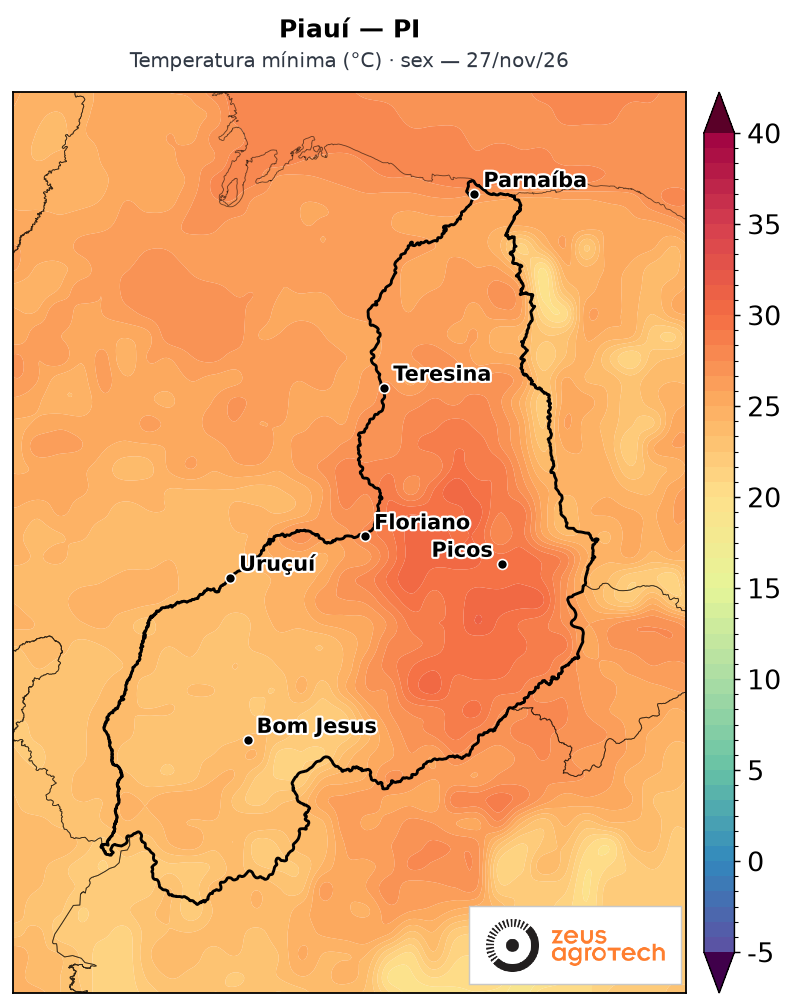 Piauí — PI
Temperatura mínima (°C) · sex — 27/nov/26
Parnaíba
Teresina
Floriano
Picos
Uruçuí
Bom Jesus
40
35
30
25
20
15
10
5
0
-5
zeus
agrotech